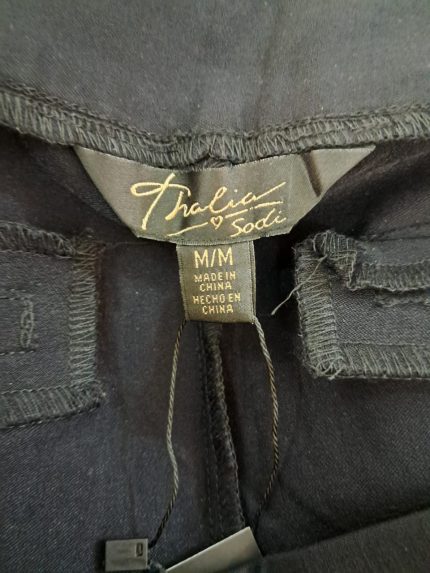 Thalia
Sodi
M/M
MADE IN
CHINA
HECHO EN
CHINA